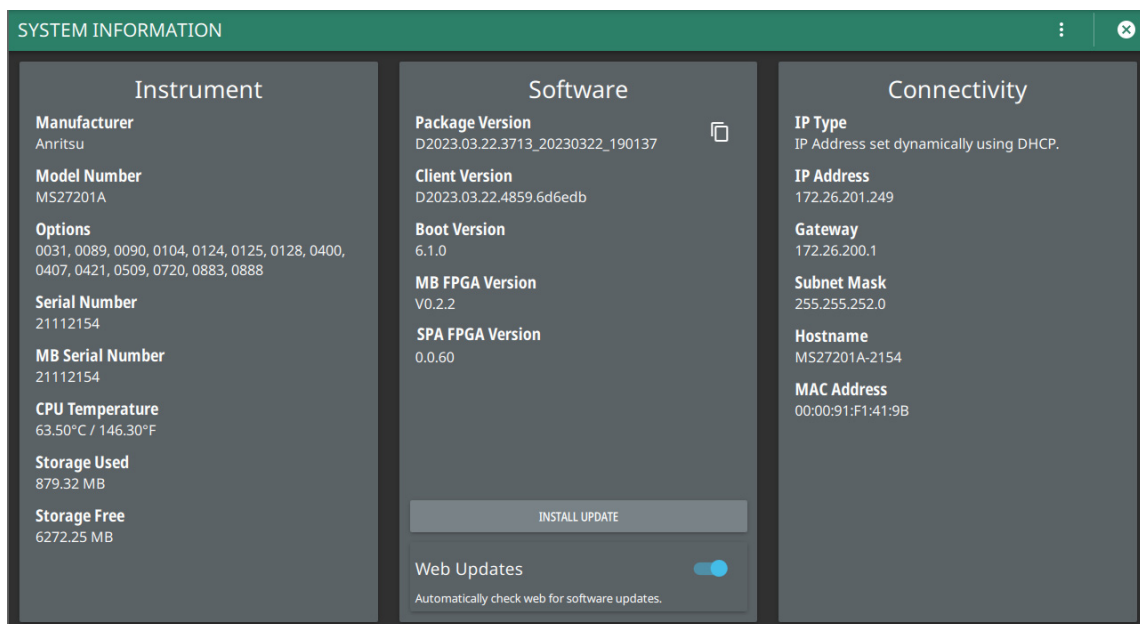 SYSTEM INFORMATION
Instrument
Manufacturer
Anritsu
Model Number
MS27201A
Options
0031, 0089, 0090, 0104, 0124, 0125, 0128, 0400,
0407, 0421, 0509, 0720, 0883, 0888
Serial Number
21112154
MB Serial Number
21112154
CPU Temperature
63.50°C / 146.30°F
Storage Used
879.32 MB
Storage Free
6272.25 MB
Software
Package Version
D2023.03.22.3713_20230322_190137
Client Version
D2023.03.22.4859.6d6edb
Boot Version
6.1.0
MB FPGA Version
V0.2.2
SPA FPGA Version
0.0.60
INSTALL UPDATE
Web Updates
Automatically check web for software updates.
Connectivity
IP Type
IP Address set dynamically using DHCP.
IP Address
172.26.201.249
Gateway
172.26.200.1
Subnet Mask
255.255.252.0
Hostname
MS27201A-2154
MAC Address
00:00:91:F1:41:9B